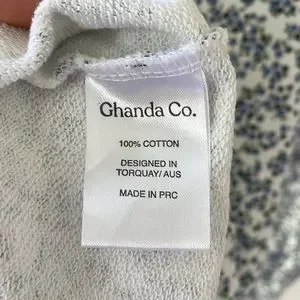 Ghanda Co.
100% COTTON
DESIGNED IN
TORQUAY/ AUS
MADE IN PRC